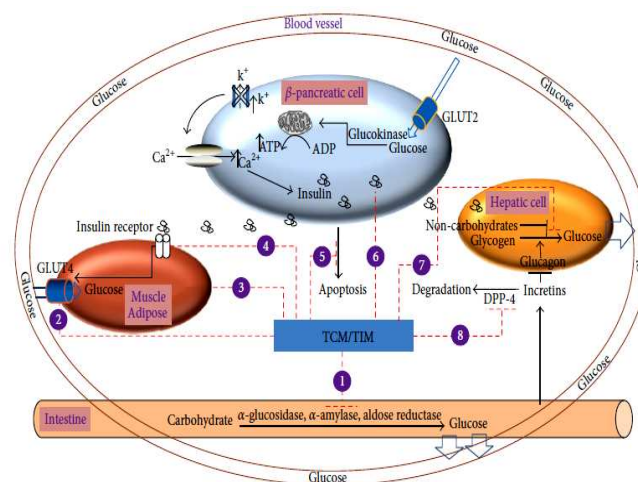 Blood vessel
Glucose
Glucose
Glucose
Glucose
k⁺
k⁺
β-pancreatic cell
GLUT2
Glucokinase
ATP
ADP
Glucose
Ca²⁺
Ca²⁺
Insulin
Hepatic cell
Non-carbohydrates
Glycogen
Glucose
Glucagon
Insulin receptor
4
5
6
7
GLUT4
Glucose
Muscle
Adipose
3
Apoptosis
Degradation
Incretins
DPP-4
Glucose
2
TCM/TIM
8
1
Glucose
Intestine
Carbohydrate
α-glucosidase, α-amylase, aldose reductase
Glucose
Glucose